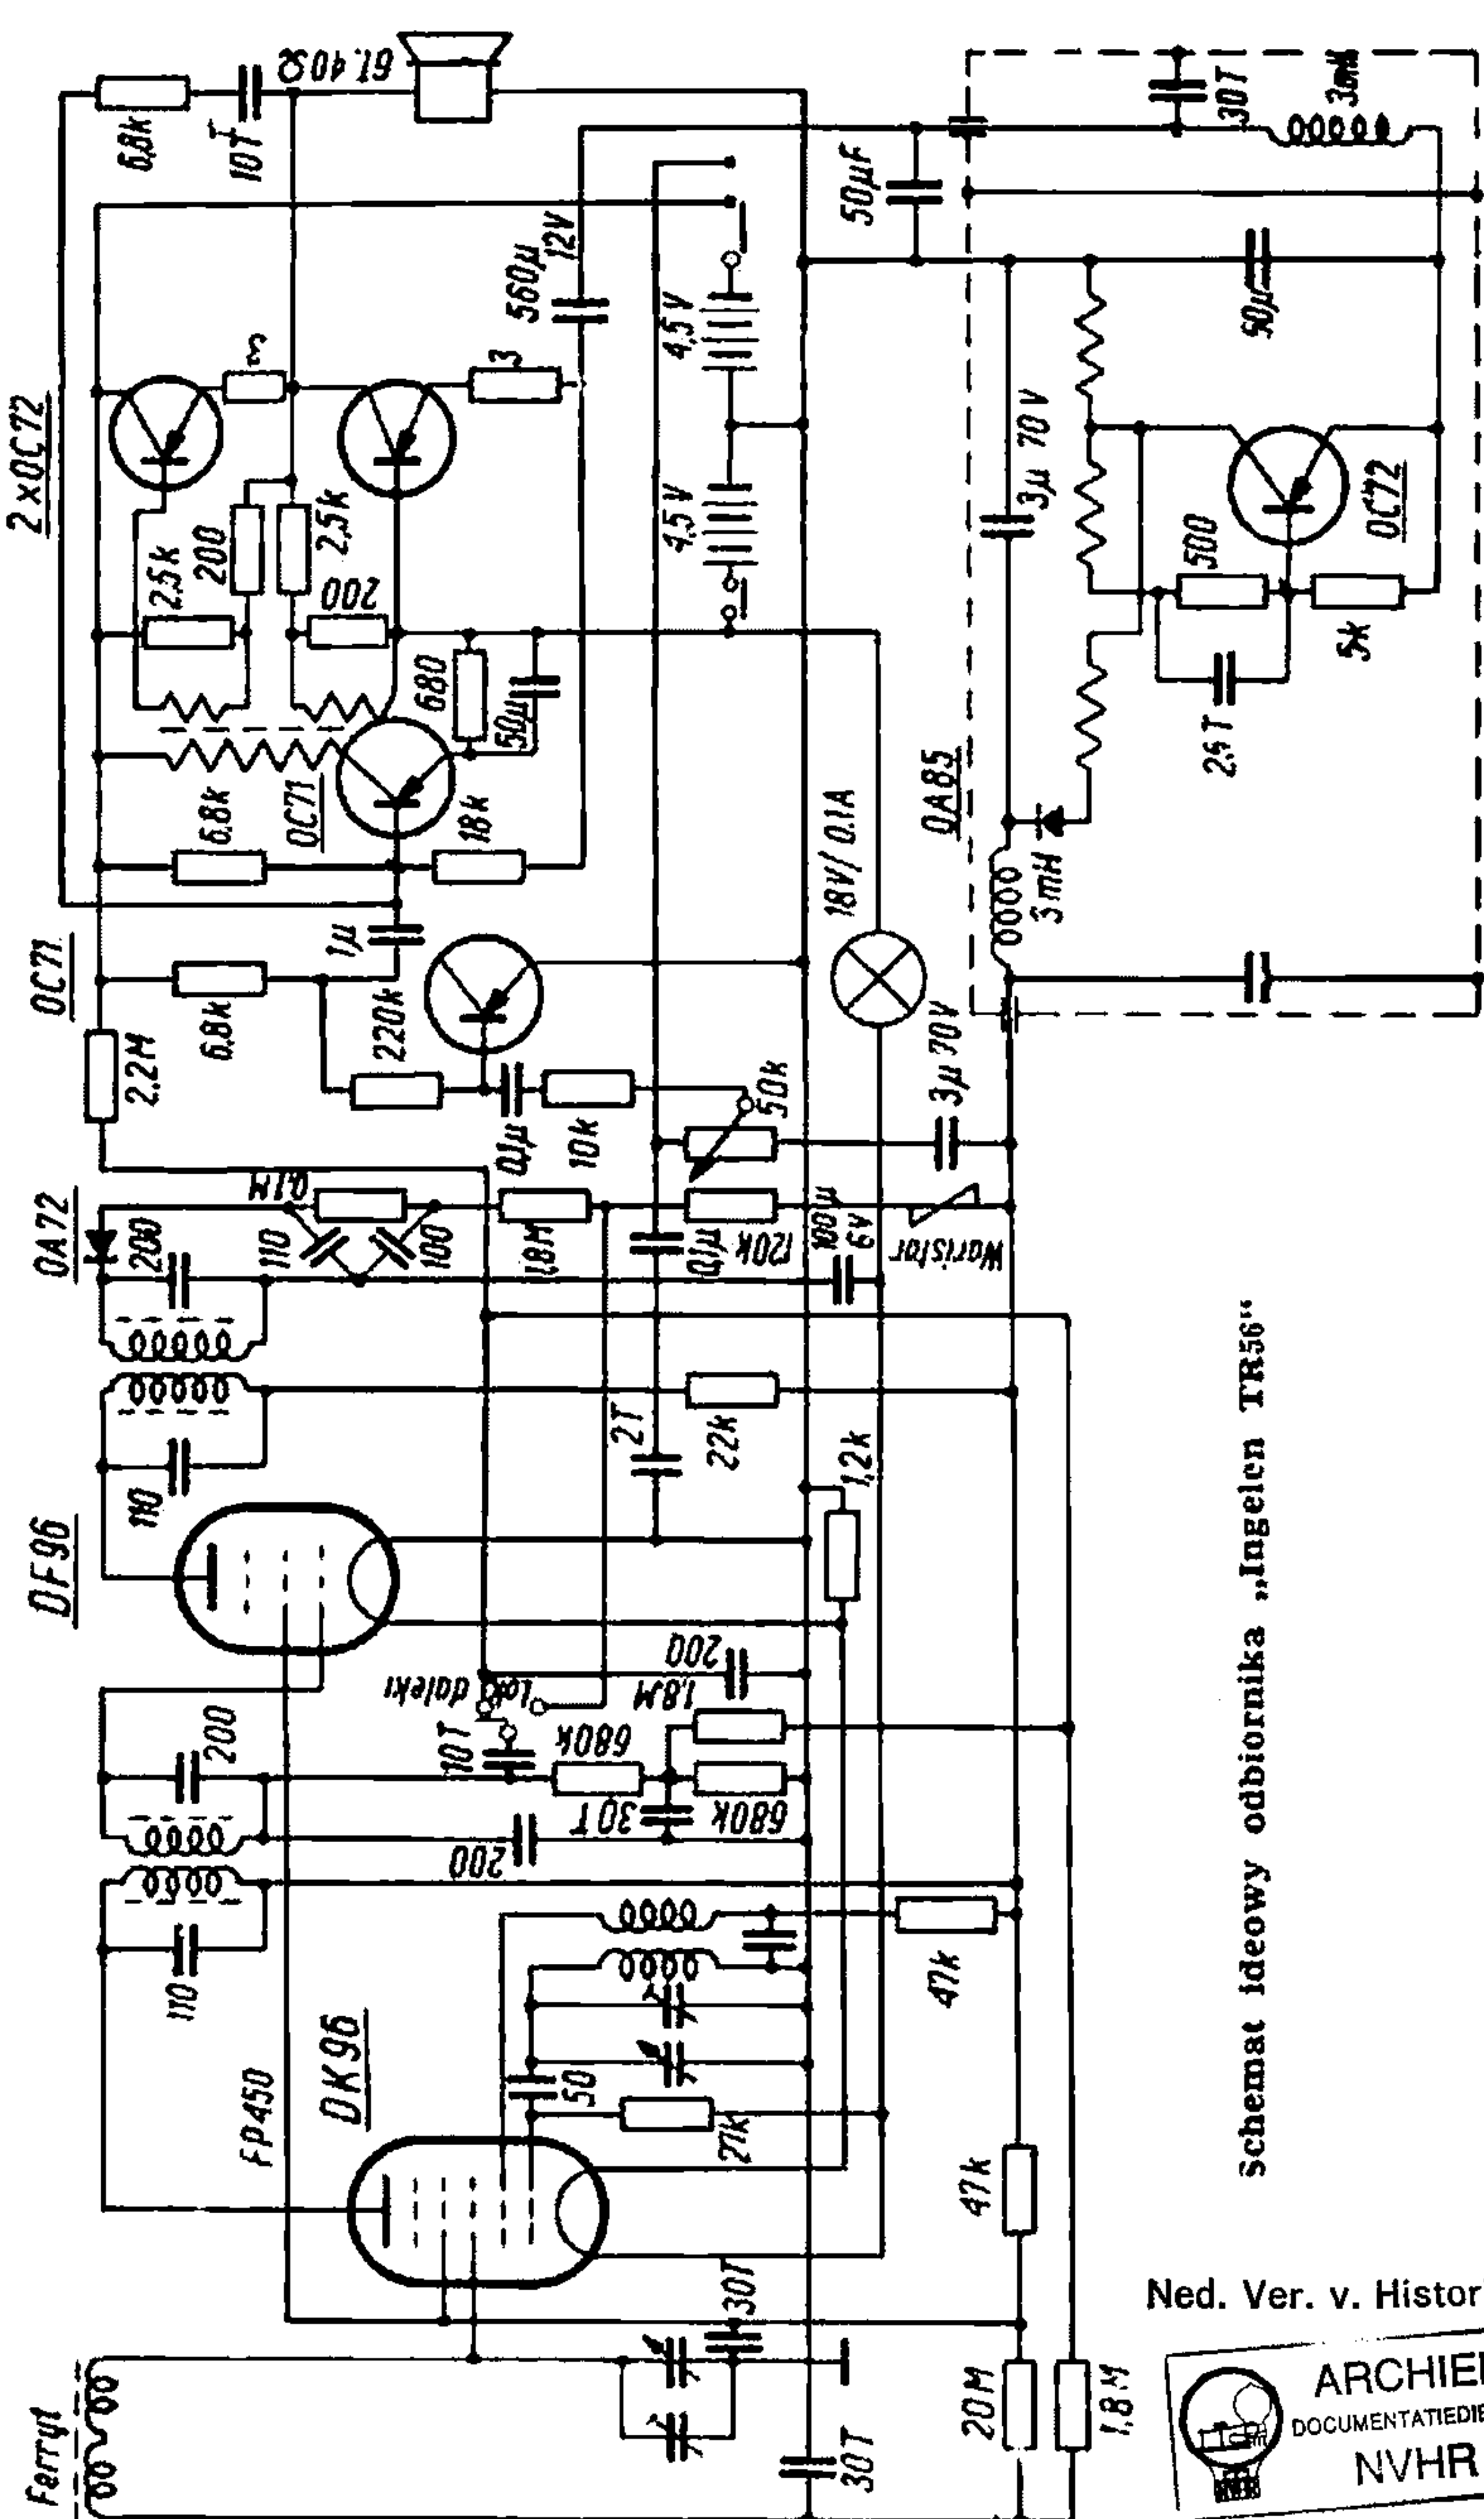 2xOC72
6,8k
10T
Gł. 40Ω
3
560μ
12V
3
2,5k
200
2,5k
200
680
50μ
4,5V
4,5V
50μF
30T
3mH
50μ
3μ 70V
500
OC72
5k
OA85
3mH
OC71
6,8k
OC71
18k
1μ
18V/0.1A
2.2M
6,8k
220k
0,1μ
10k
50k
3μ 70V
OA72
200
0,1M
110
100
1,8M
0,1μ
120k
100μ
6V
Waristor
DF96
110
2T
22k
1,2k
200
10T
Lok
daleki
680k
1,8M
200
30T
680k
200
110
FP450
DK96
50
27k
47k
47k
Ferryt
30T
30T
20M
1,8M
Schemat ideowy odbiornika „Ingelen TR56"
Ned. Ver. v. Histor
ARCHIE
DOCUMENTATIEDIE
NVHR